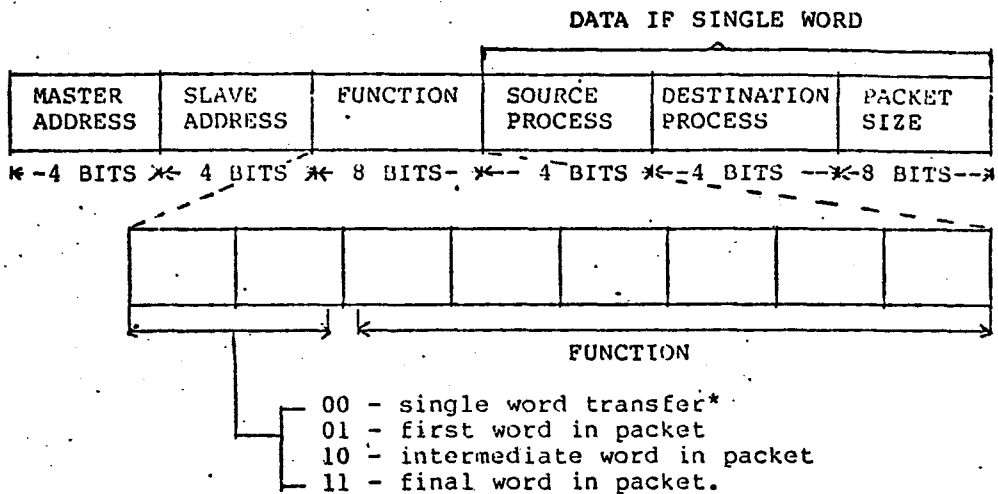 DATA IF SINGLE WORD
MASTER ADDRESS SLAVE ADDRESS FUNCTION SOURCE PROCESS DESTINATION PROCESS PACKET SIZE
4 BITS 4 BITS 8 BITS 4 BITS 4 BITS 8 BITS
FUNCTION
00 - single word transfer*
01 - first word in packet
10 - intermediate word in packet
11 - final word in packet.